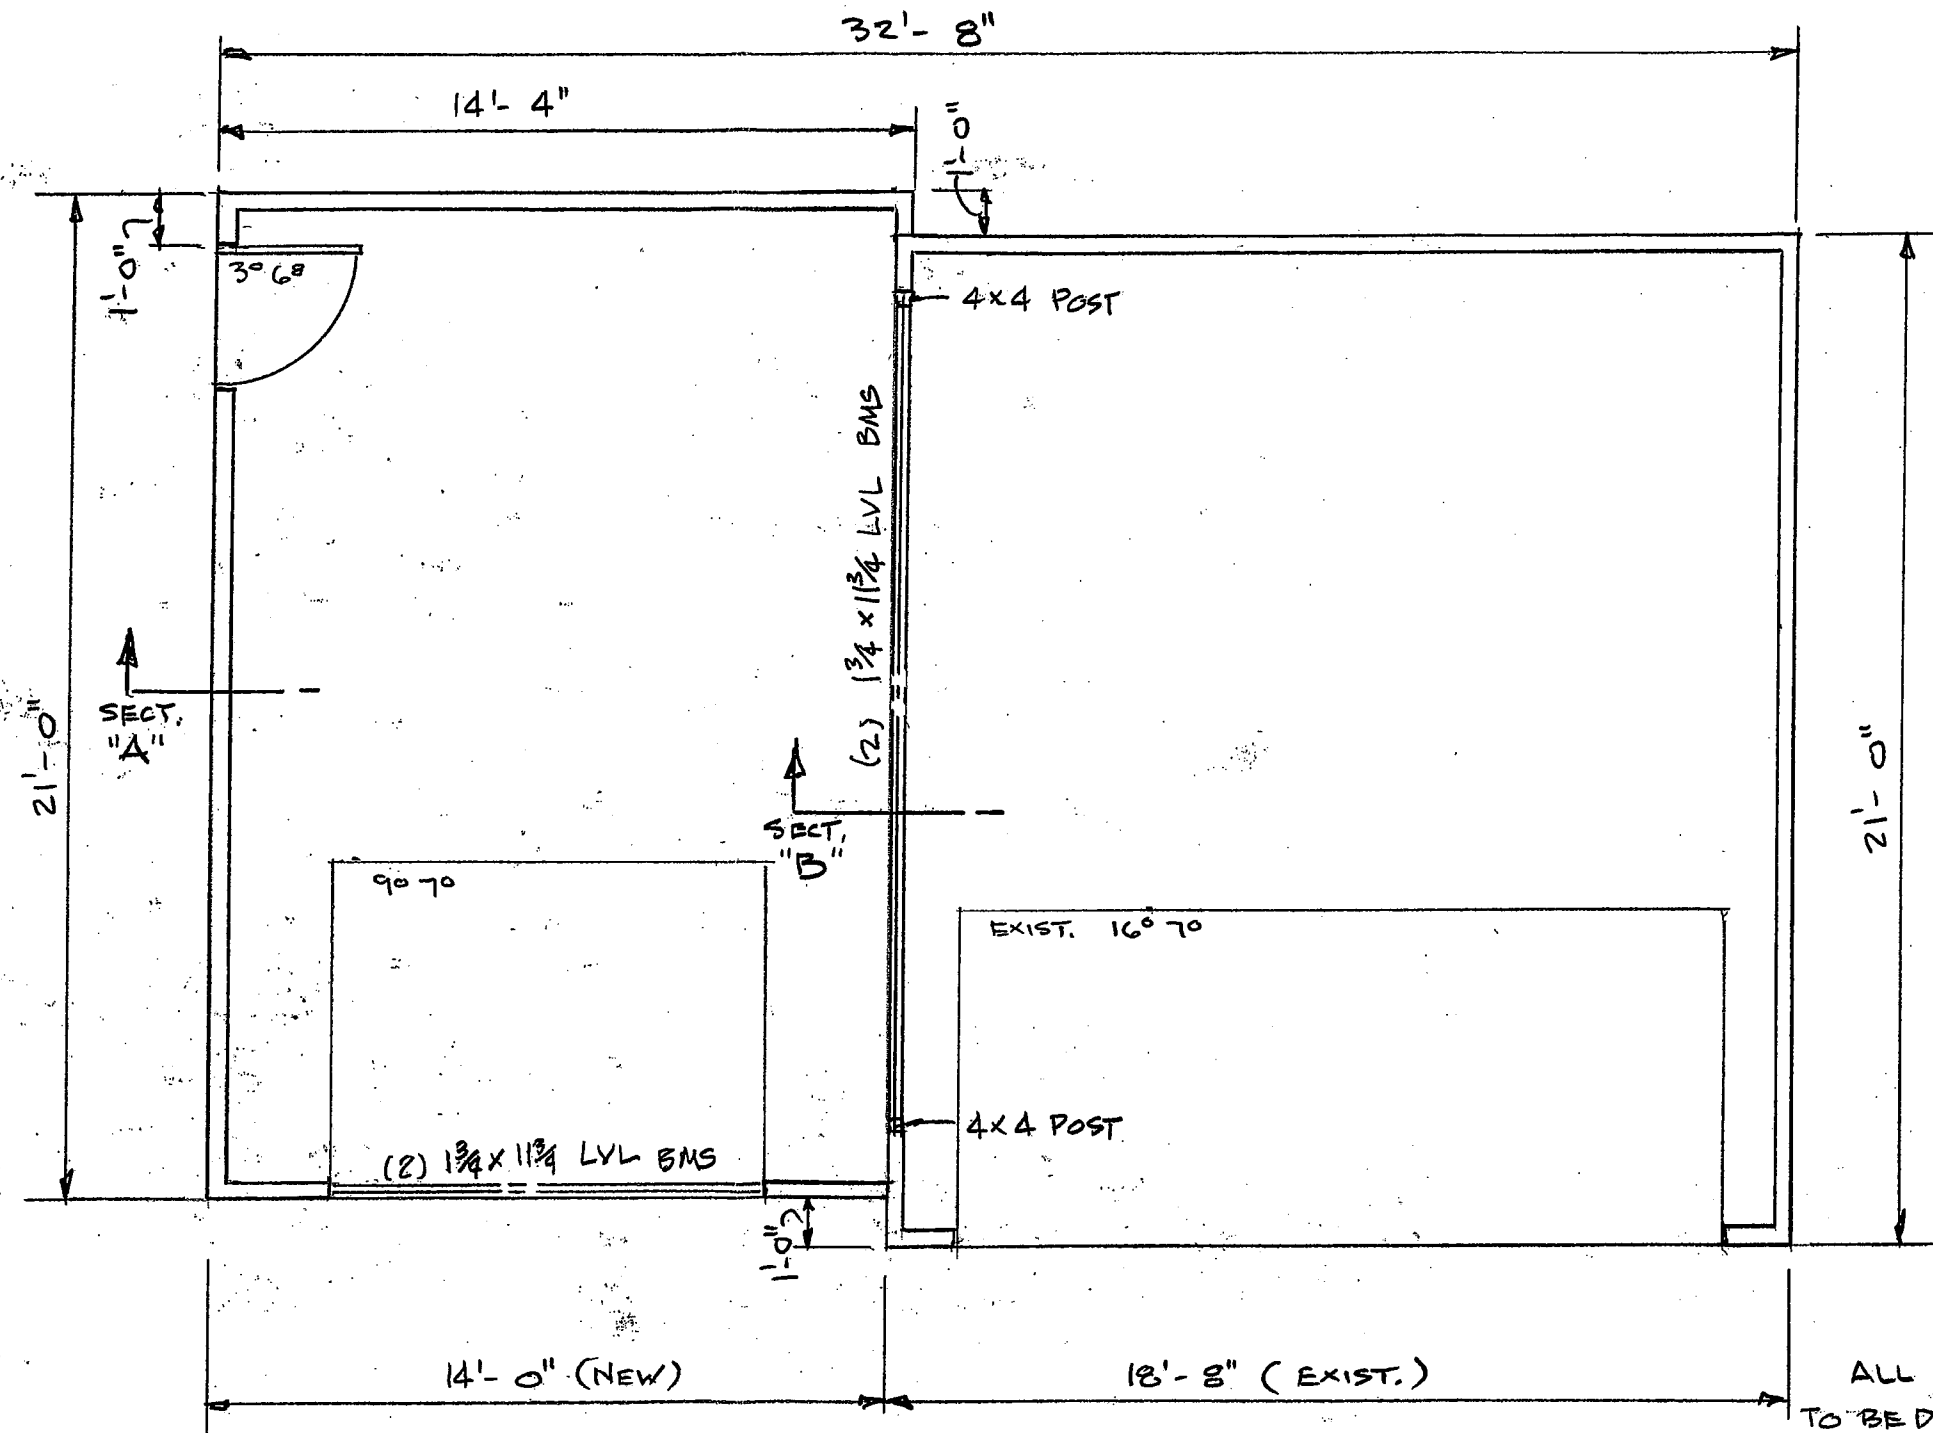 32'- 8"
14'- 4"
1'-0"
1'-0"
3⁰ 6⁸
4x4 POST
(2) 1¾ x 11¾ LVL BMS
SECT.
"A"
21'-0"
SECT.
"B"
21'- 0"
9⁰ 7⁰
EXIST. 16⁰ 7⁰
4x4 POST
(2) 1¾ x 11¾ LVL BMS
1'-0"
14'- 0" (NEW)
18'- 8" ( EXIST.)
ALL
TO BE D